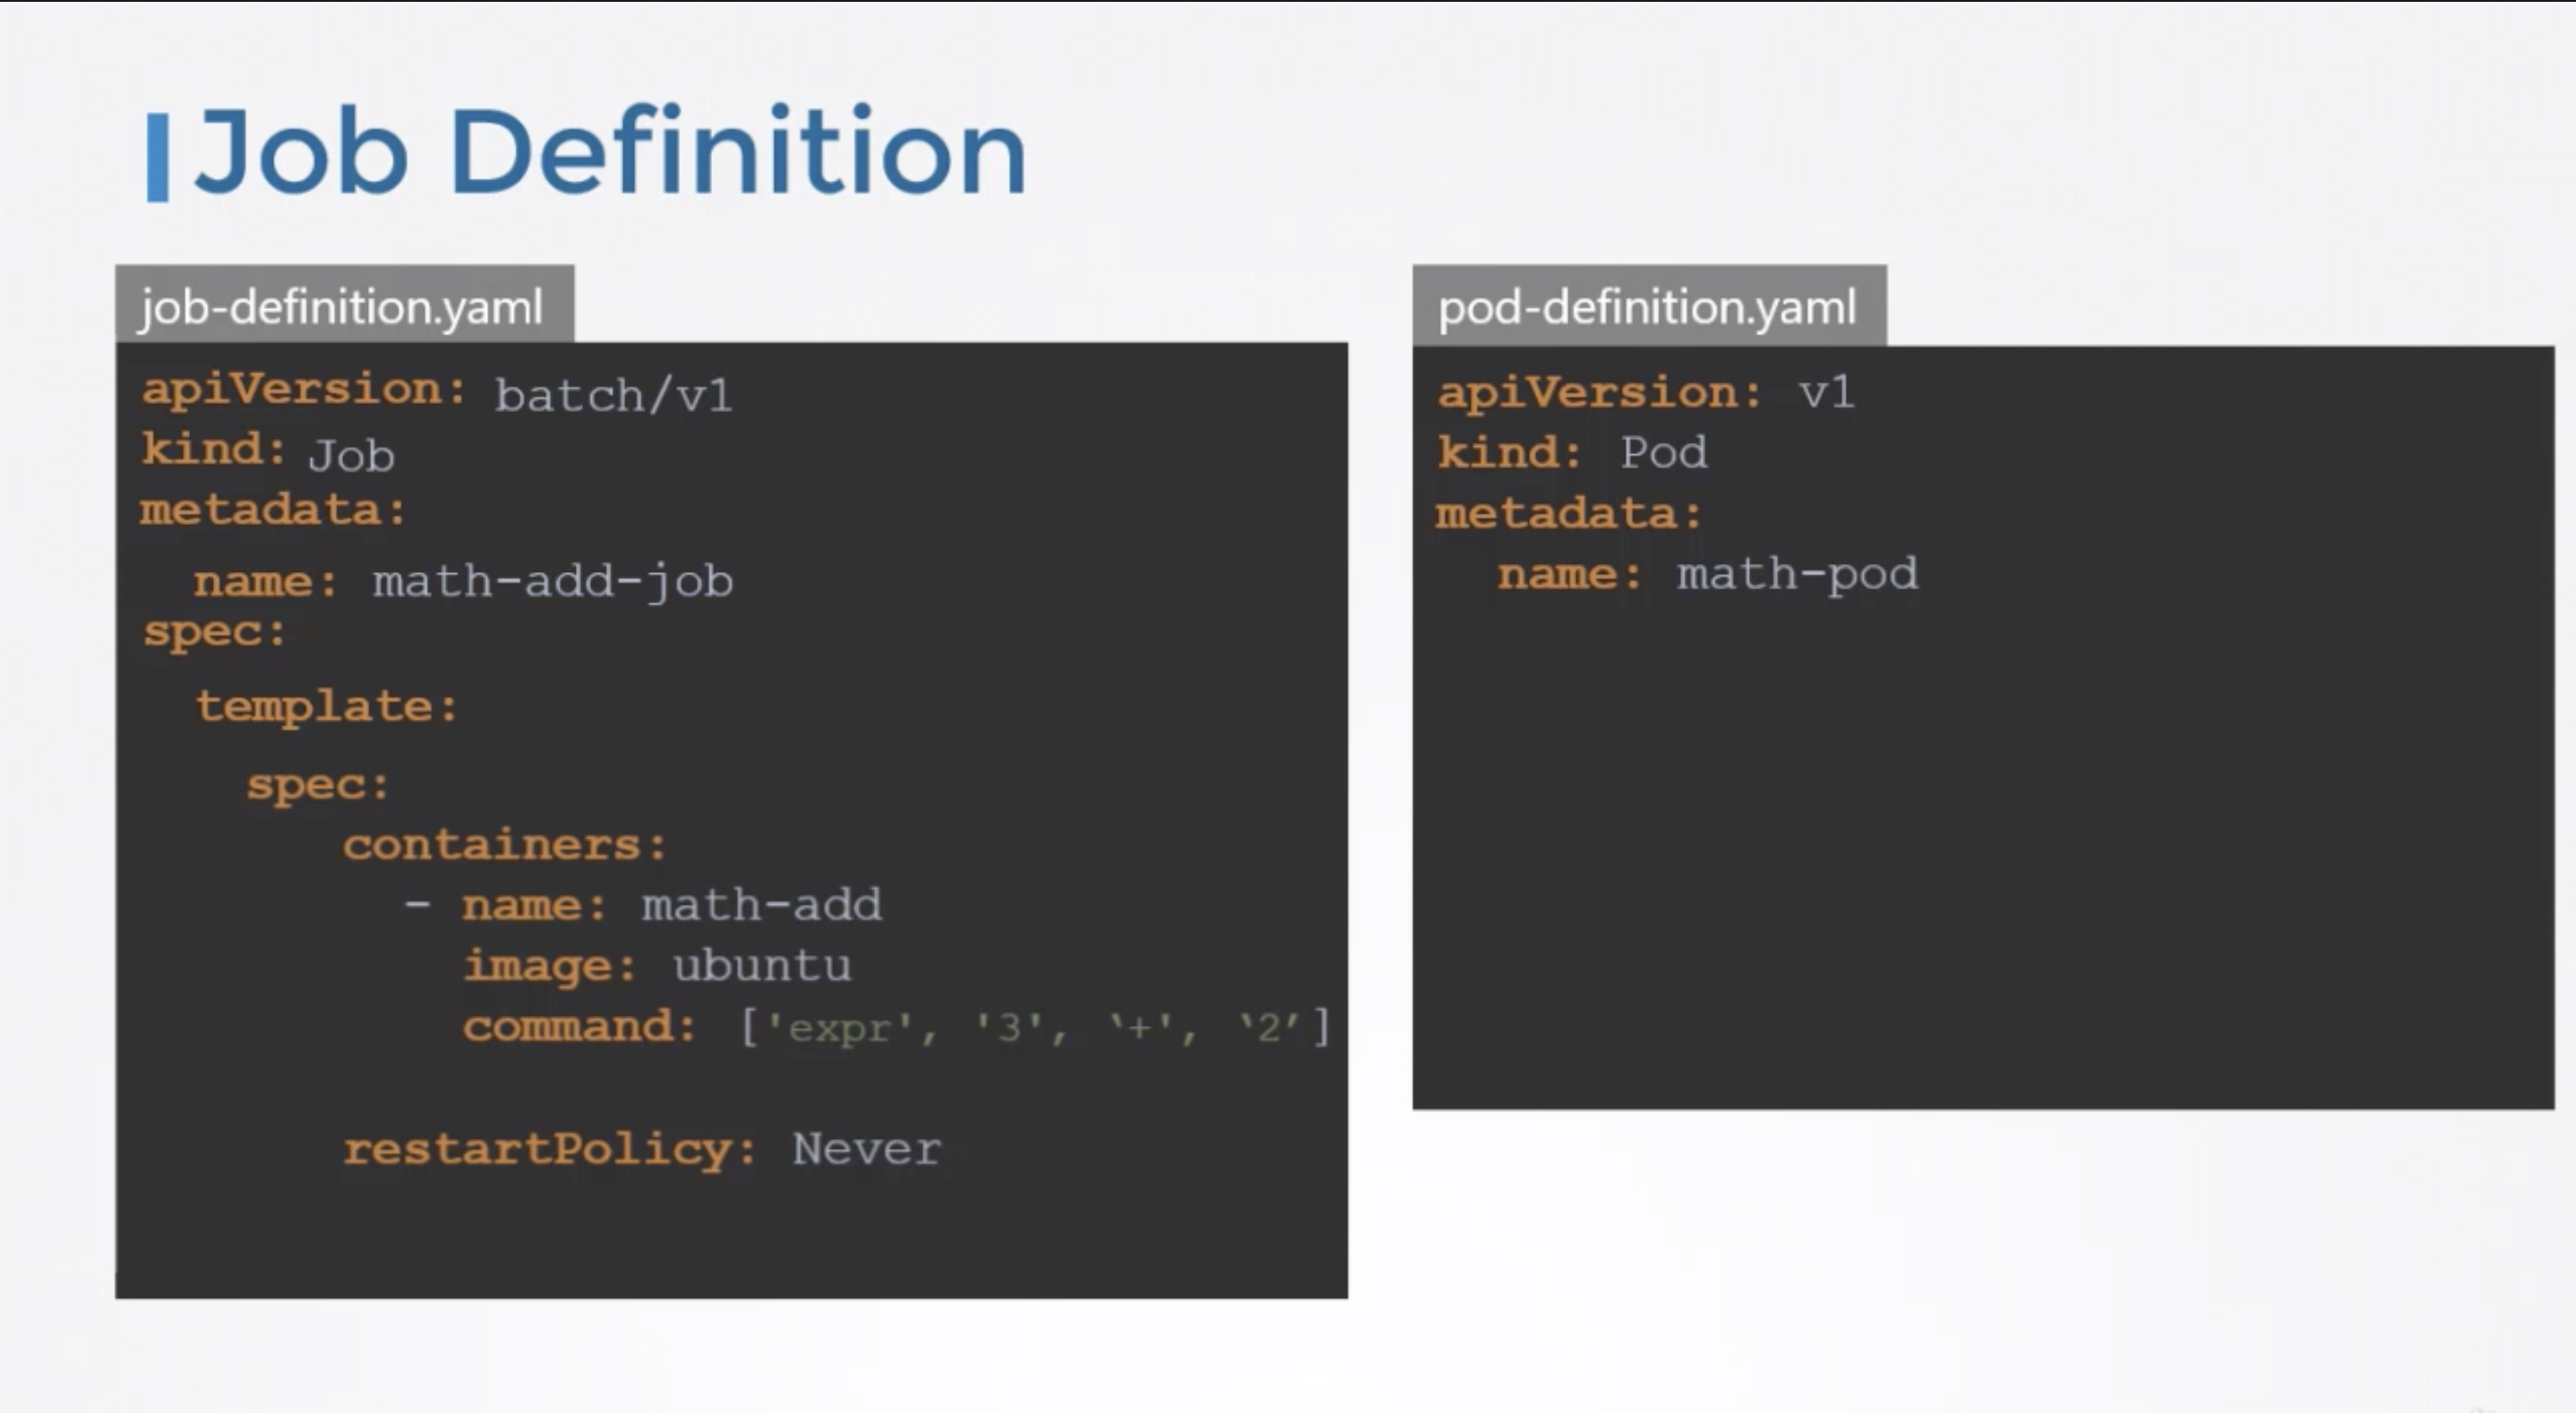 Job Definition
job-definition.yaml
apiVersion: batch/v1
kind: Job
metadata:
name: math-add-job
spec:
template:
spec:
containers:
- name: math-add
image: ubuntu
command: ['expr', '3', ‘+', ‘2’]
restartPolicy: Never
pod-definition.yaml
apiVersion: v1
kind: Pod
metadata:
name: math-pod